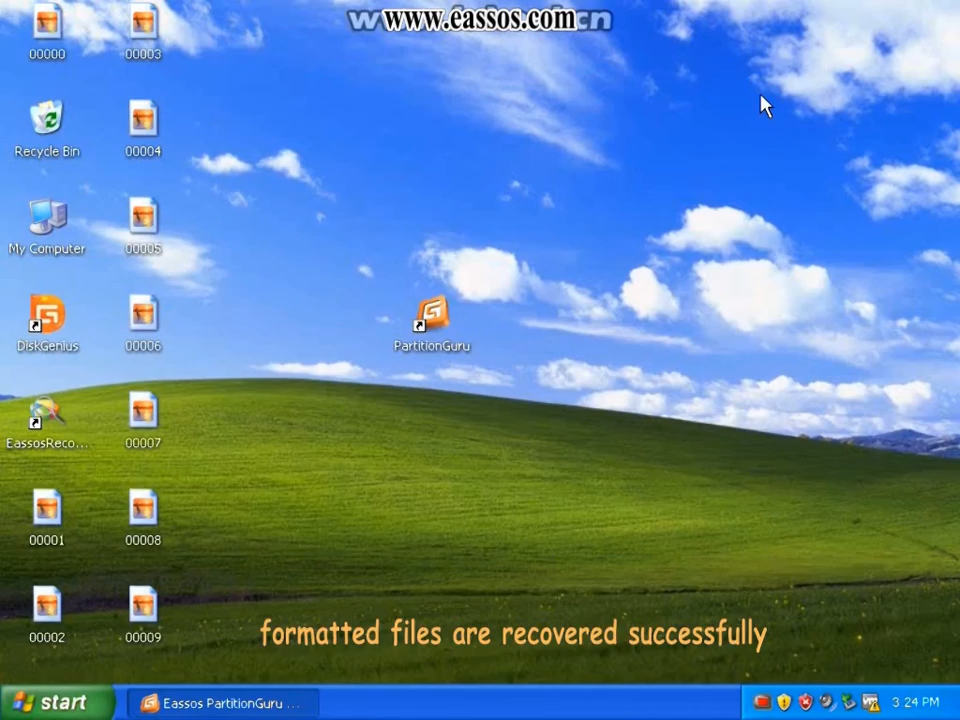 www.eassos.com
00000
00003
Recycle Bin
00004
My Computer
00005
DiskGenius
00006
PartitionGuru
EassosReco...
00007
00001
00008
00002
00009
formatted files are recovered successfully
start
Eassos PartitionGuru ...
3:24 PM